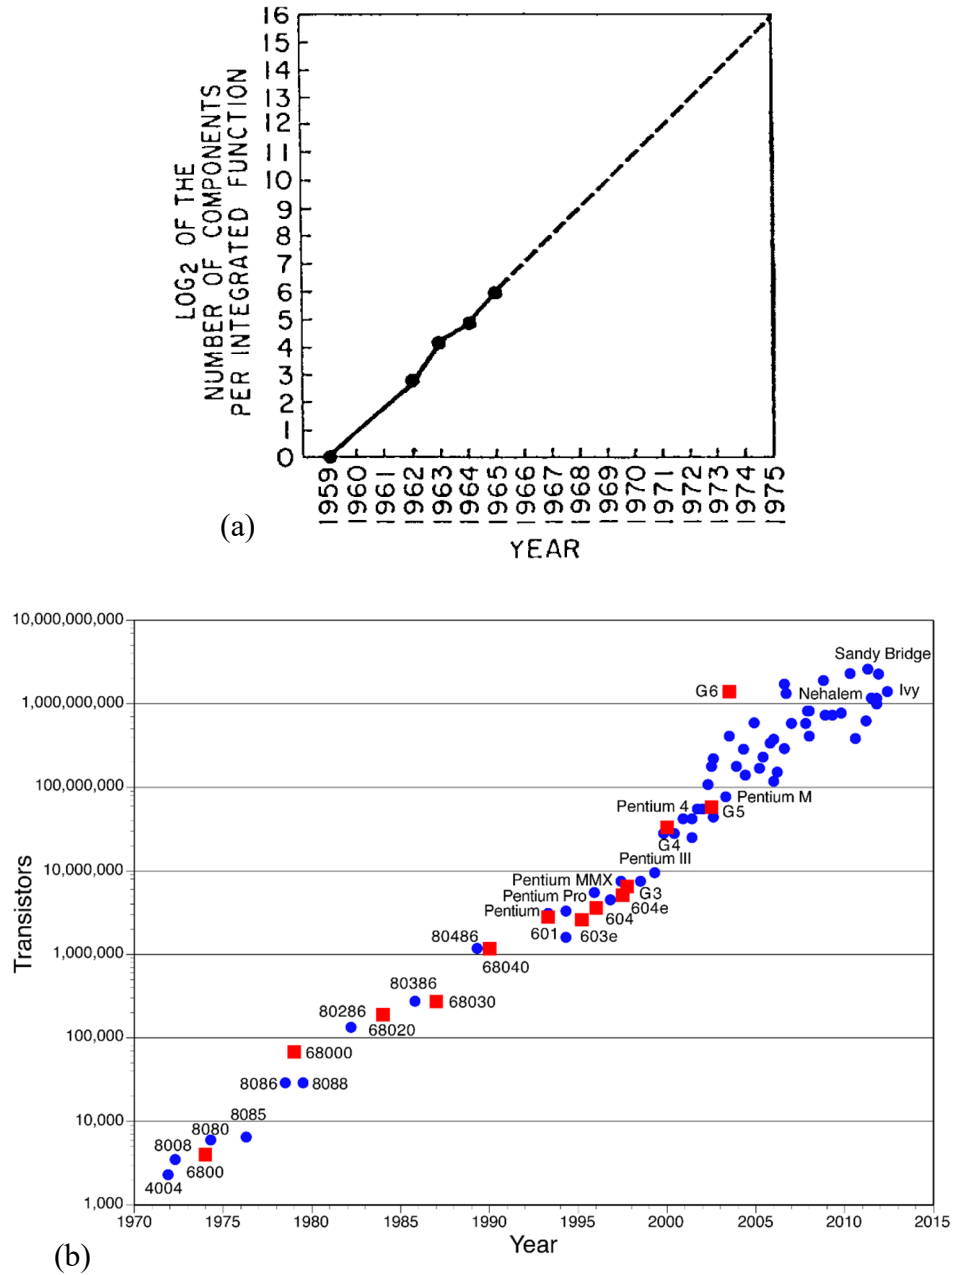 16
15
14
13
12
11
10
9
8
7
6
5
4
3
2
1
0
LOG2 OF THE
NUMBER OF COMPONENTS
PER INTEGRATED FUNCTION
1959
1960
1961
1962
1963
1964
1965
1966
1967
1968
1969
1970
1971
1972
1973
1974
1975
YEAR
(a)
10,000,000,000
1,000,000,000
100,000,000
10,000,000
1,000,000
100,000
10,000
1,000
Transistors
Sandy Bridge
G6
Nehalem
Ivy
Pentium M
Pentium 4
G5
G4
Pentium III
Pentium MMX
G3
Pentium Pro
604e
Pentium
604
601
603e
80486
68040
80386
68030
80286
68020
68000
8086
8088
8085
8080
8008
6800
4004
1970
1975
1980
1985
1990
1995
2000
2005
2010
2015
Year
(b)